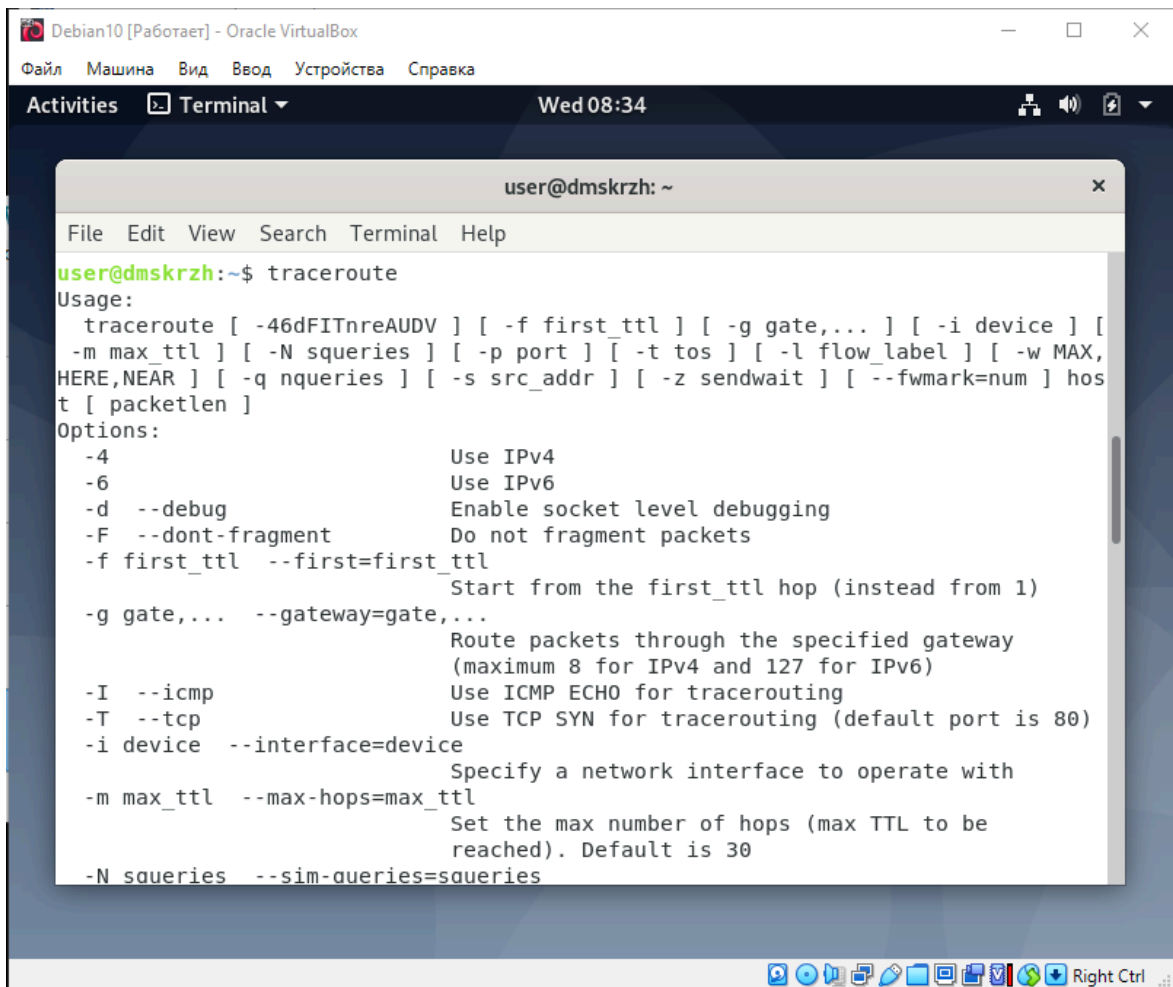 Debian10 [Работает] - Oracle VirtualBox
Файл Машина Вид Ввод Устройства Справка
Activities Terminal Wed 08:34
user@dmskrzh: ~
File Edit View Search Terminal Help
user@dmskrzh:~$ traceroute
Usage:
  traceroute [ -46dFITnreAUDV ] [ -f first_ttl ] [ -g gate,... ] [ -i device ] [
 -m max_ttl ] [ -N squeries ] [ -p port ] [ -t tos ] [ -l flow_label ] [ -w MAX,
HERE,NEAR ] [ -q nqueries ] [ -s src_addr ] [ -z sendwait ] [ --fwmark=num ] hos
t [ packetlen ]
Options:
  -4                          Use IPv4
  -6                          Use IPv6
  -d  --debug                 Enable socket level debugging
  -F  --dont-fragment         Do not fragment packets
  -f first_ttl  --first=first_ttl
                              Start from the first_ttl hop (instead from 1)
  -g gate,...  --gateway=gate,...
                              Route packets through the specified gateway
                              (maximum 8 for IPv4 and 127 for IPv6)
  -I  --icmp                  Use ICMP ECHO for tracerouting
  -T  --tcp                   Use TCP SYN for tracerouting (default port is 80)
  -i device  --interface=device
                              Specify a network interface to operate with
  -m max_ttl  --max-hops=max_ttl
                              Set the max number of hops (max TTL to be
                              reached). Default is 30
  -N squeries  --sim-queries=squeries
Right Ctrl